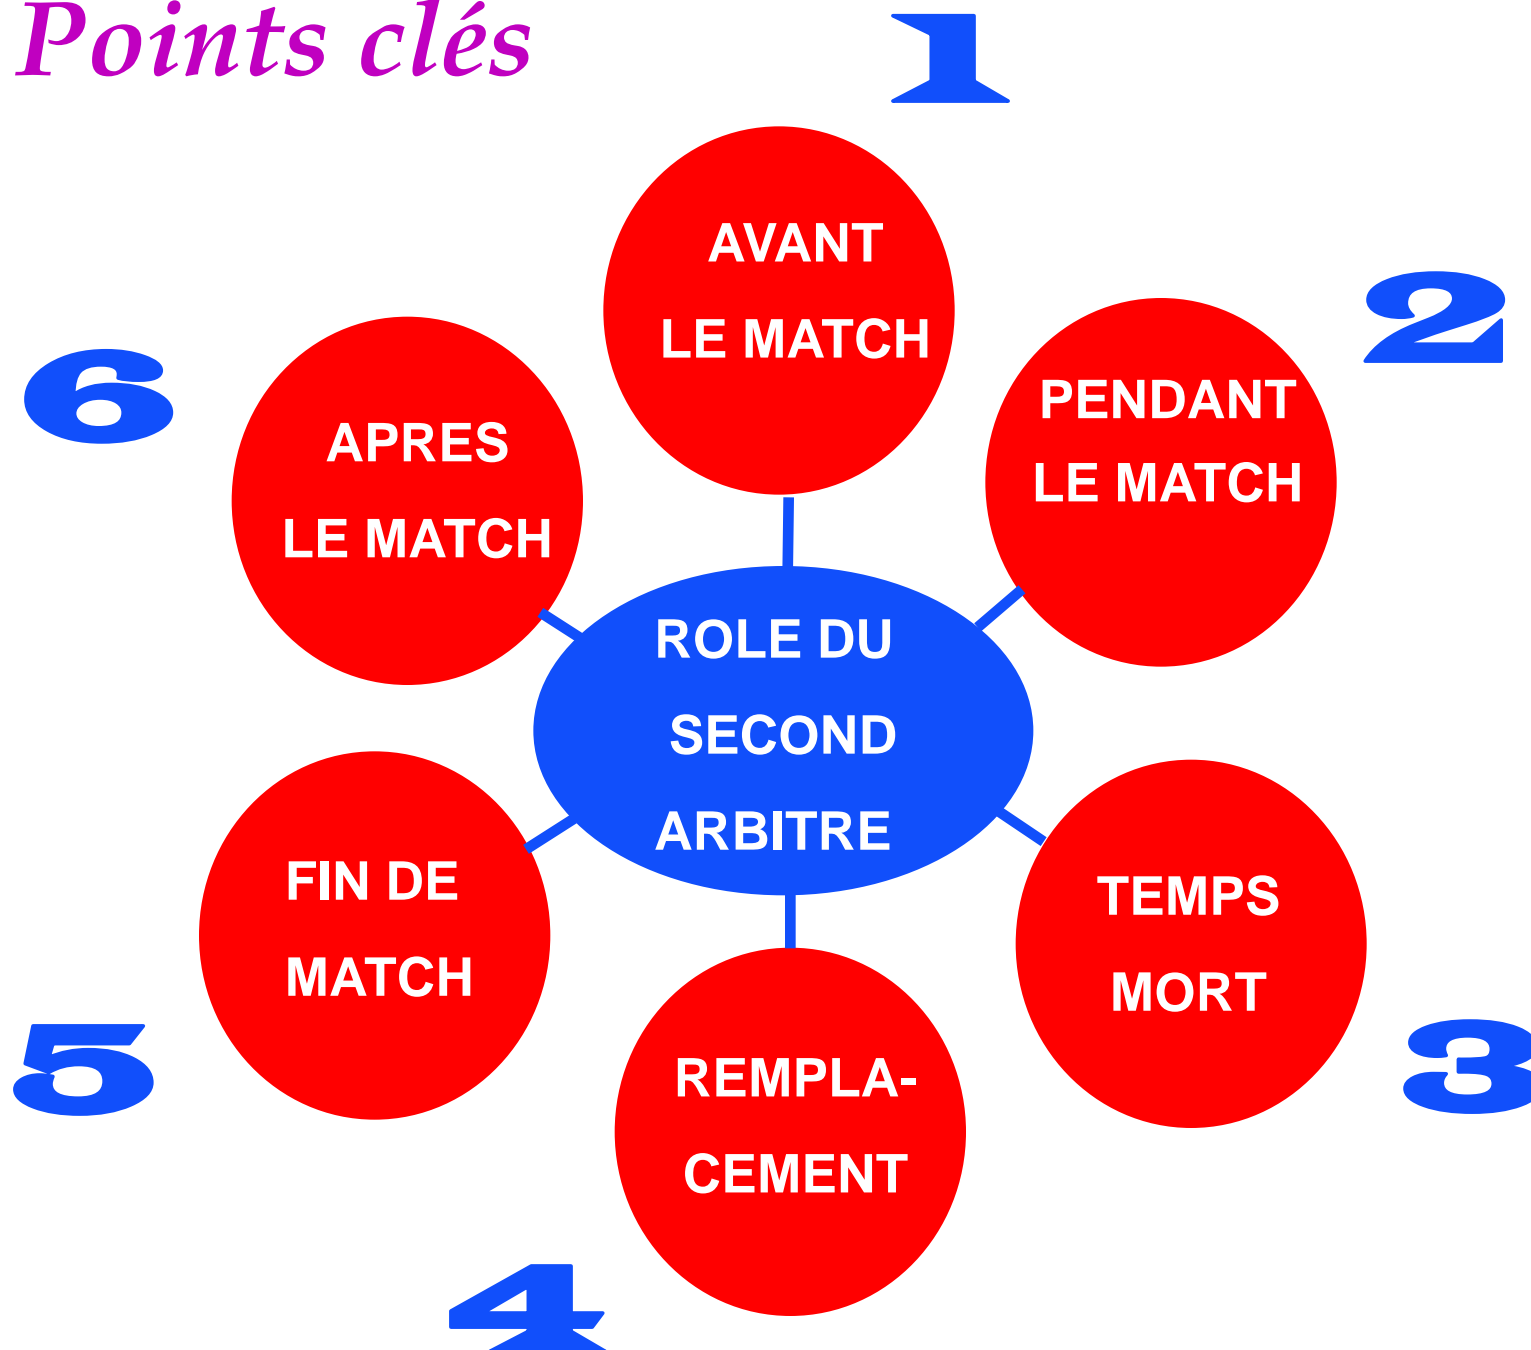 Points clés
1
AVANT
LE MATCH
2
PENDANT
LE MATCH
6
APRES
LE MATCH
ROLE DU
SECOND
ARBITRE
FIN DE
MATCH
TEMPS
MORT
5
3
REMPLA-
CEMENT
4